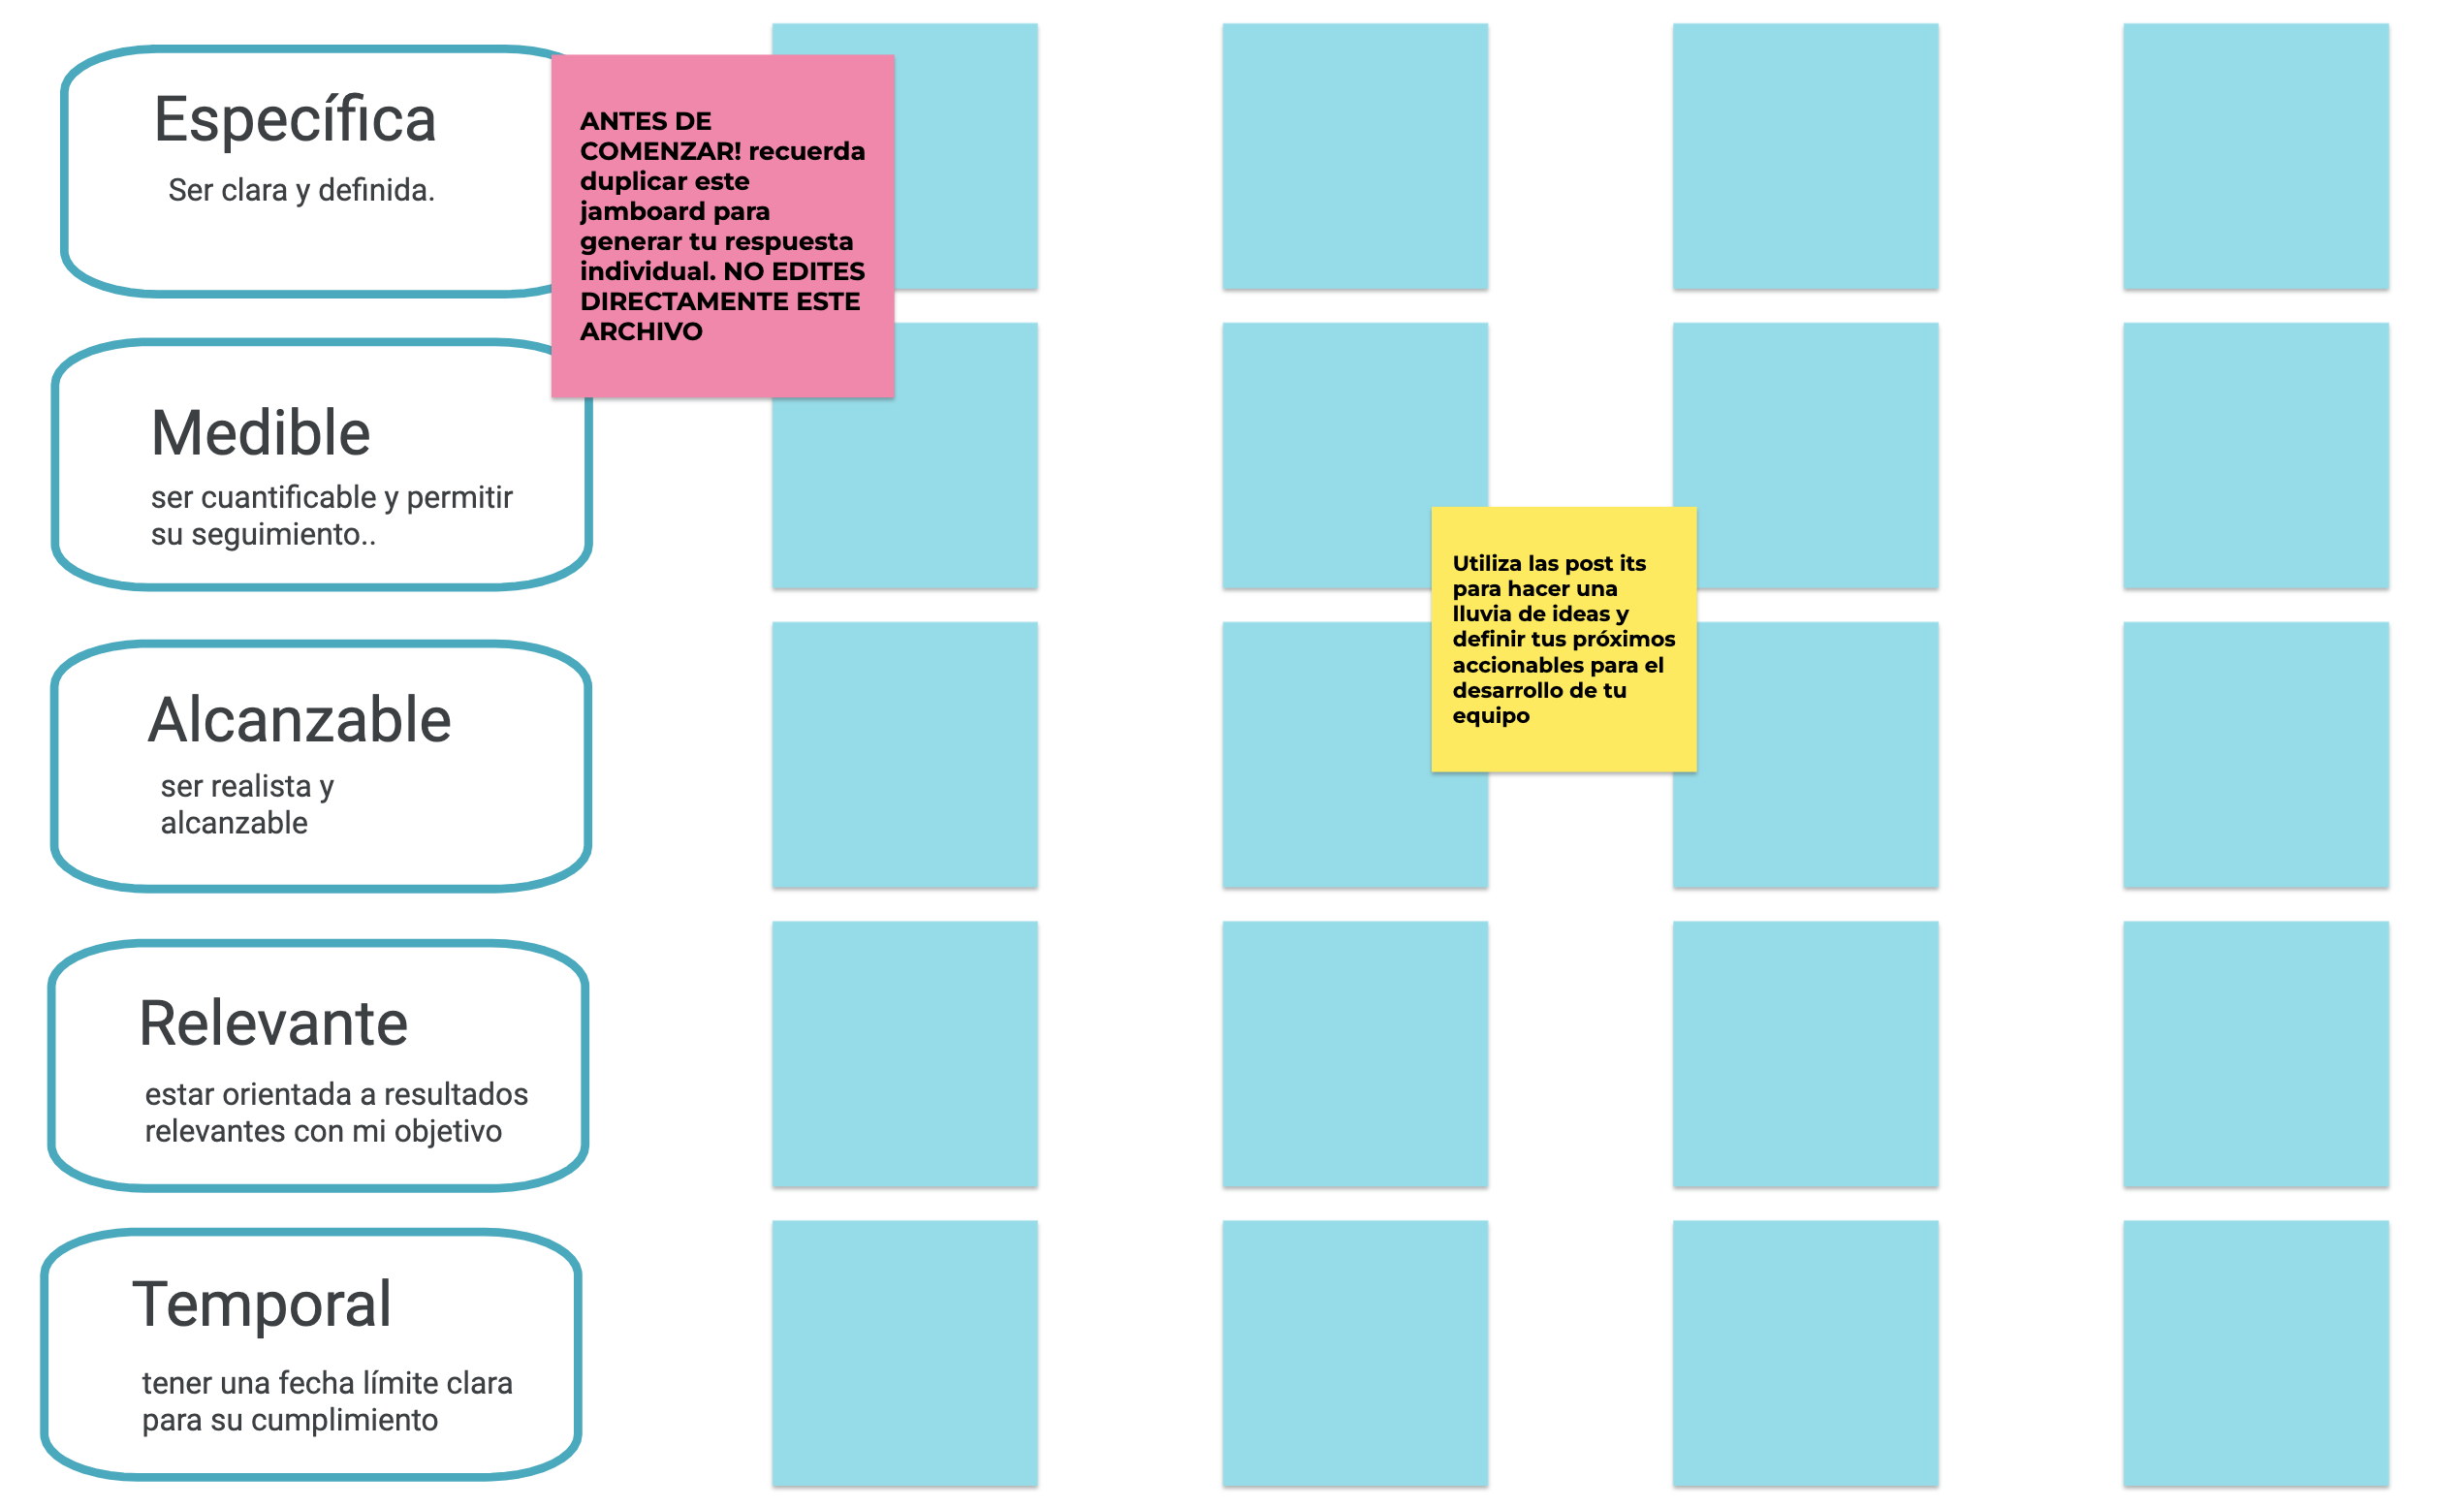 Específica
Ser clara y definida.
ANTES DE
COMENZAR! recuerda
duplicar este
jamboard para
generar tu respuesta
individual. NO EDITES
DIRECTAMENTE ESTE
ARCHIVO
Medible
ser cuantificable y permitir
su seguimiento..
Utiliza las post its
para hacer una
lluvia de ideas y
definir tus próximos
accionables para el
desarrollo de tu
equipo
Alcanzable
ser realista y
alcanzable
Relevante
estar orientada a resultados
relevantes con mi objetivo
Temporal
tener una fecha límite clara
para su cumplimiento